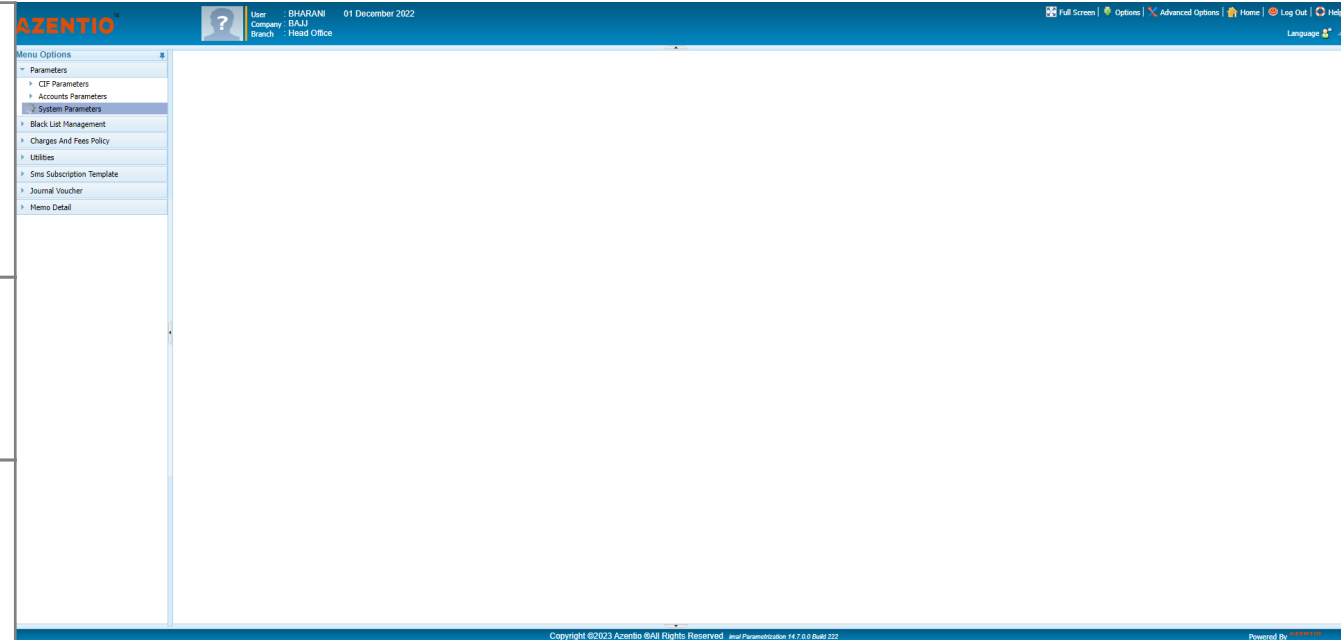 AZENTIO™
User : BHARANI 01 December 2022
Company : BAJJ
Branch : Head Office
Full Screen | Options | Advanced Options | Home | Log Out | Help
Language
Menu Options
Parameters
CIF Parameters
Accounts Parameters
System Parameters
Black List Management
Charges And Fees Policy
Utilities
Sms Subscription Template
Journal Voucher
Memo Detail
Copyright ©2023 Azentio ®All Rights Reserved imal Parametrization 14.7.0.0 Build 222
Powered By AZENTIO